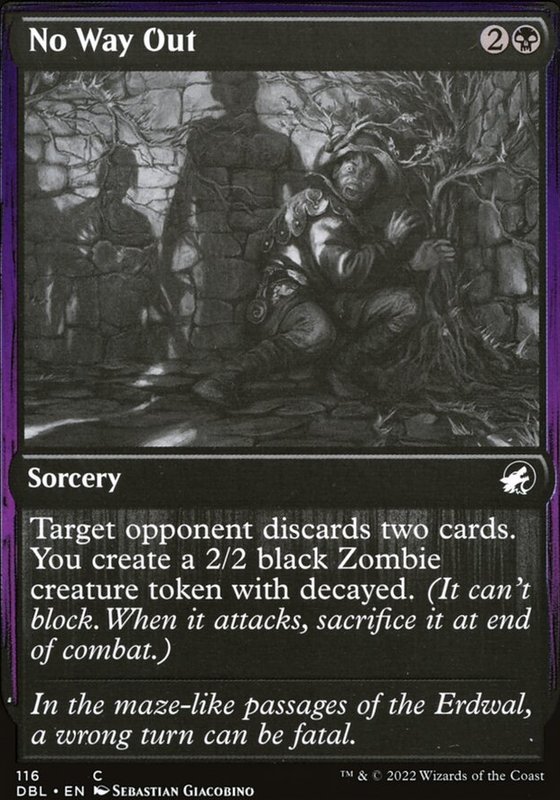 No Way Out 2
Sorcery
Target opponent discards two cards.
You create a 2/2 black Zombie
creature token with decayed. (It can't
block. When it attacks, sacrifice it at end
of combat.)
In the maze-like passages of the Erdwal,
a wrong turn can be fatal.
116 C
DBL • EN SEBASTIAN GIACOBINO
™ & © 2022 Wizards of the Coast